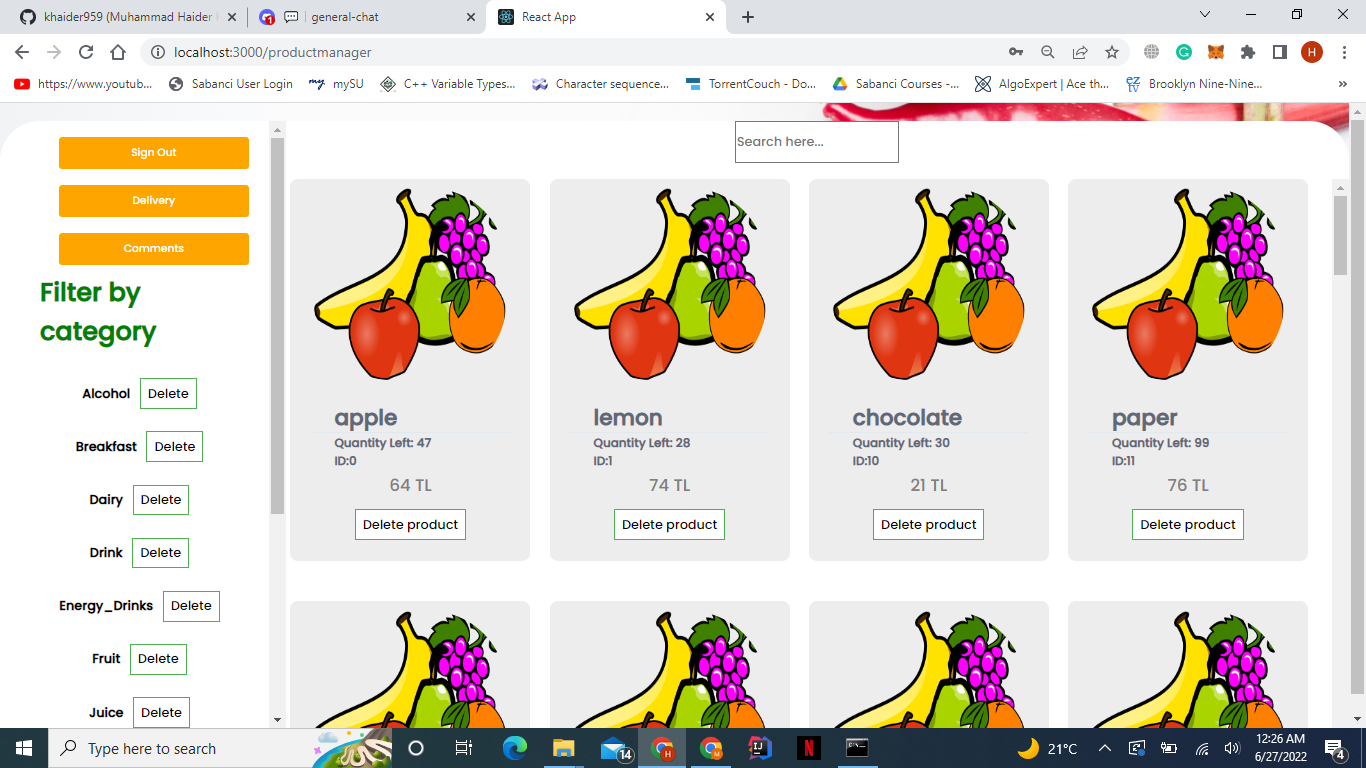 khaider959 (Muhammad Haider
general-chat
React App
localhost:3000/productmanager
H
https://www.youtub...
Sabanci User Login
mySU
C++ Variable Types...
Character sequence...
TorrentCouch - Do...
Sabanci Courses -...
AlgoExpert | Ace th...
Brooklyn Nine-Nine...
»
Sign Out
Delivery
Comments
Filter by
category
Alcohol Delete
Breakfast Delete
Dairy Delete
Drink Delete
Energy_Drinks Delete
Fruit Delete
Juice Delete
Search here...
apple
Quantity Left: 47
ID:0
64 TL
Delete product
lemon
Quantity Left: 28
ID:1
74 TL
Delete product
chocolate
Quantity Left: 30
ID:10
21 TL
Delete product
paper
Quantity Left: 99
ID:11
76 TL
Delete product
Type here to search
14
21°C
12:26 AM
6/27/2022
4